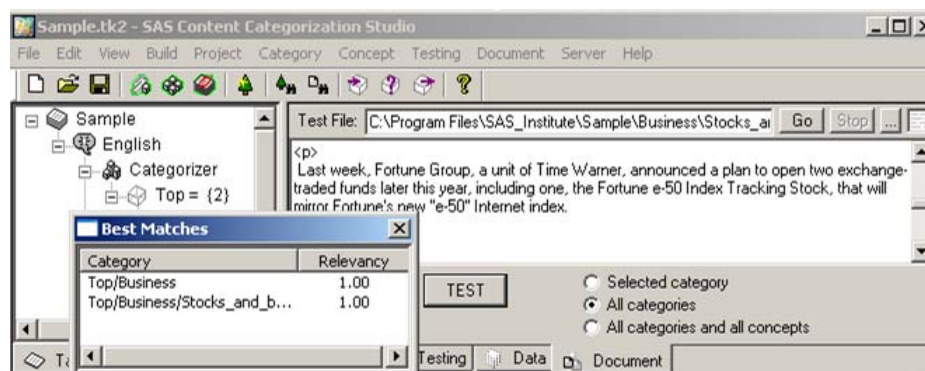 Sample.tk2 - SAS Content Categorization Studio
File Edit View Build Project Category Concept Testing Document Server Help
Sample
English
Categorizer
Top = {2}
Test File: C:\Program Files\SAS_Institute\Sample\Business\Stocks_ai Go Stop ...
<p>
Last week, Fortune Group, a unit of Time Warner, announced a plan to open two exchange-
traded funds later this year, including one, the Fortune e-50 Index Tracking Stock, that will
mirror Fortune's new "e-50" Internet index.
Best Matches
Category Relevancy
Top/Business 1.00
Top/Business/Stocks_and_b... 1.00
TEST
Selected category
All categories
All categories and all concepts
Testing Data Document